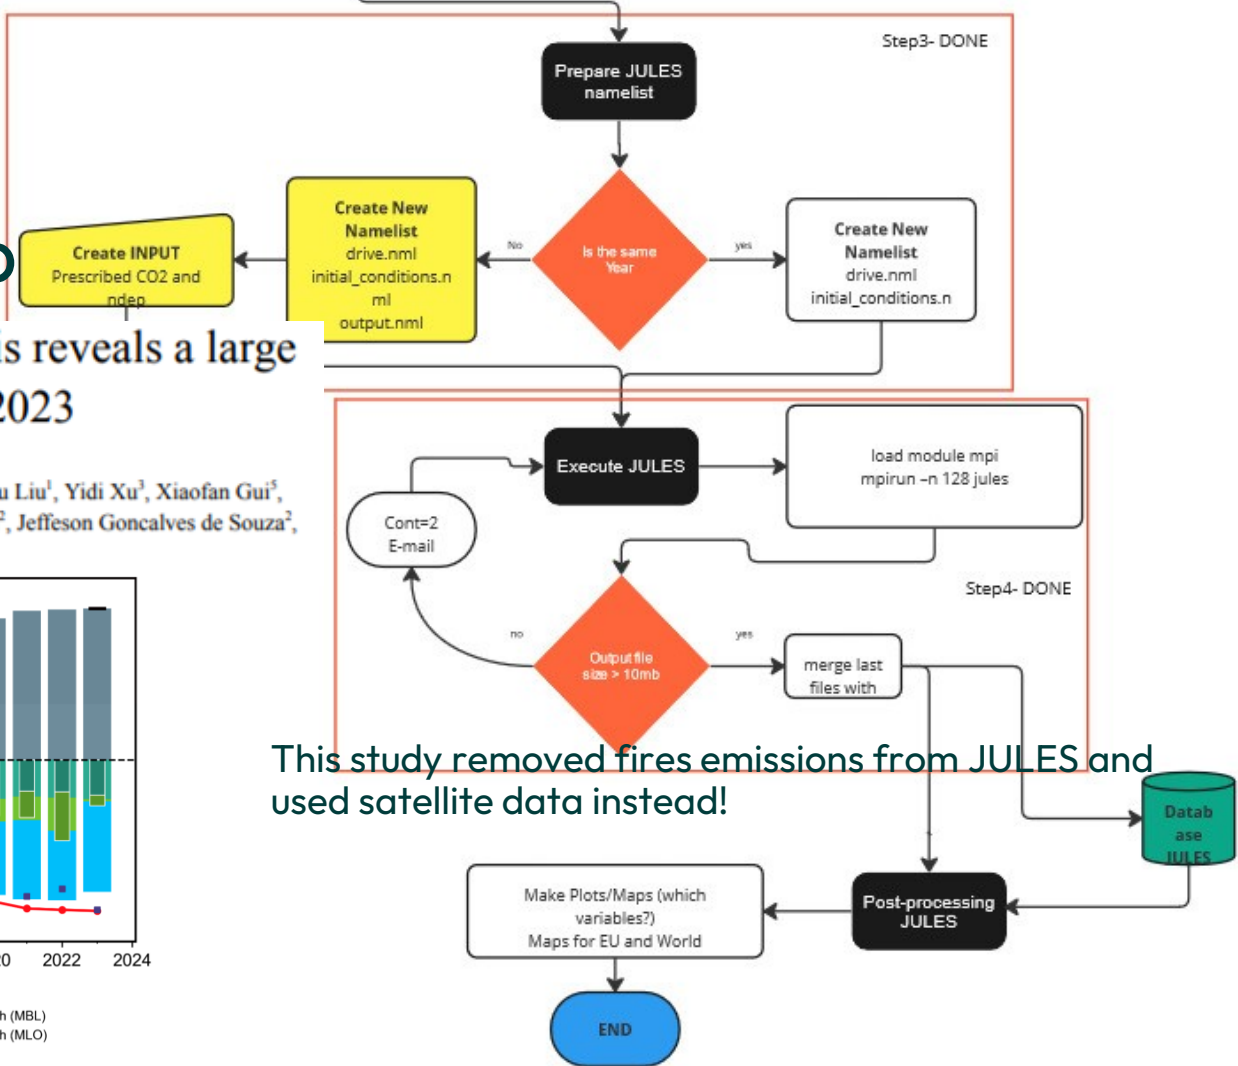 Step3- DONE
Prepare JULES
namelist
Is the same
Year
No
yes
Create New
Namelist
drive.nml
initial_conditions.n
ml
output.nml
Create New
Namelist
drive.nml
initial_conditions.n
Create INPUT
Prescribed CO2 and
ndep
is reveals a large
2023
u Liu¹, Yidi Xu³, Xiaofan Gui⁵,
², Jeffeson Goncalves de Souza²,
Execute JULES
load module mpi
mpirun –n 128 jules
Cont=2
E-mail
Step4- DONE
no
yes
Output file
size > 10mb
merge last
files with
This study removed fires emissions from JULES and
used satellite data instead!
Datab
ase
JULES
Post-processing
JULES
Make Plots/Maps (which
variables?)
Maps for EU and World
END
20 2022 2024
h (MBL)
h (MLO)